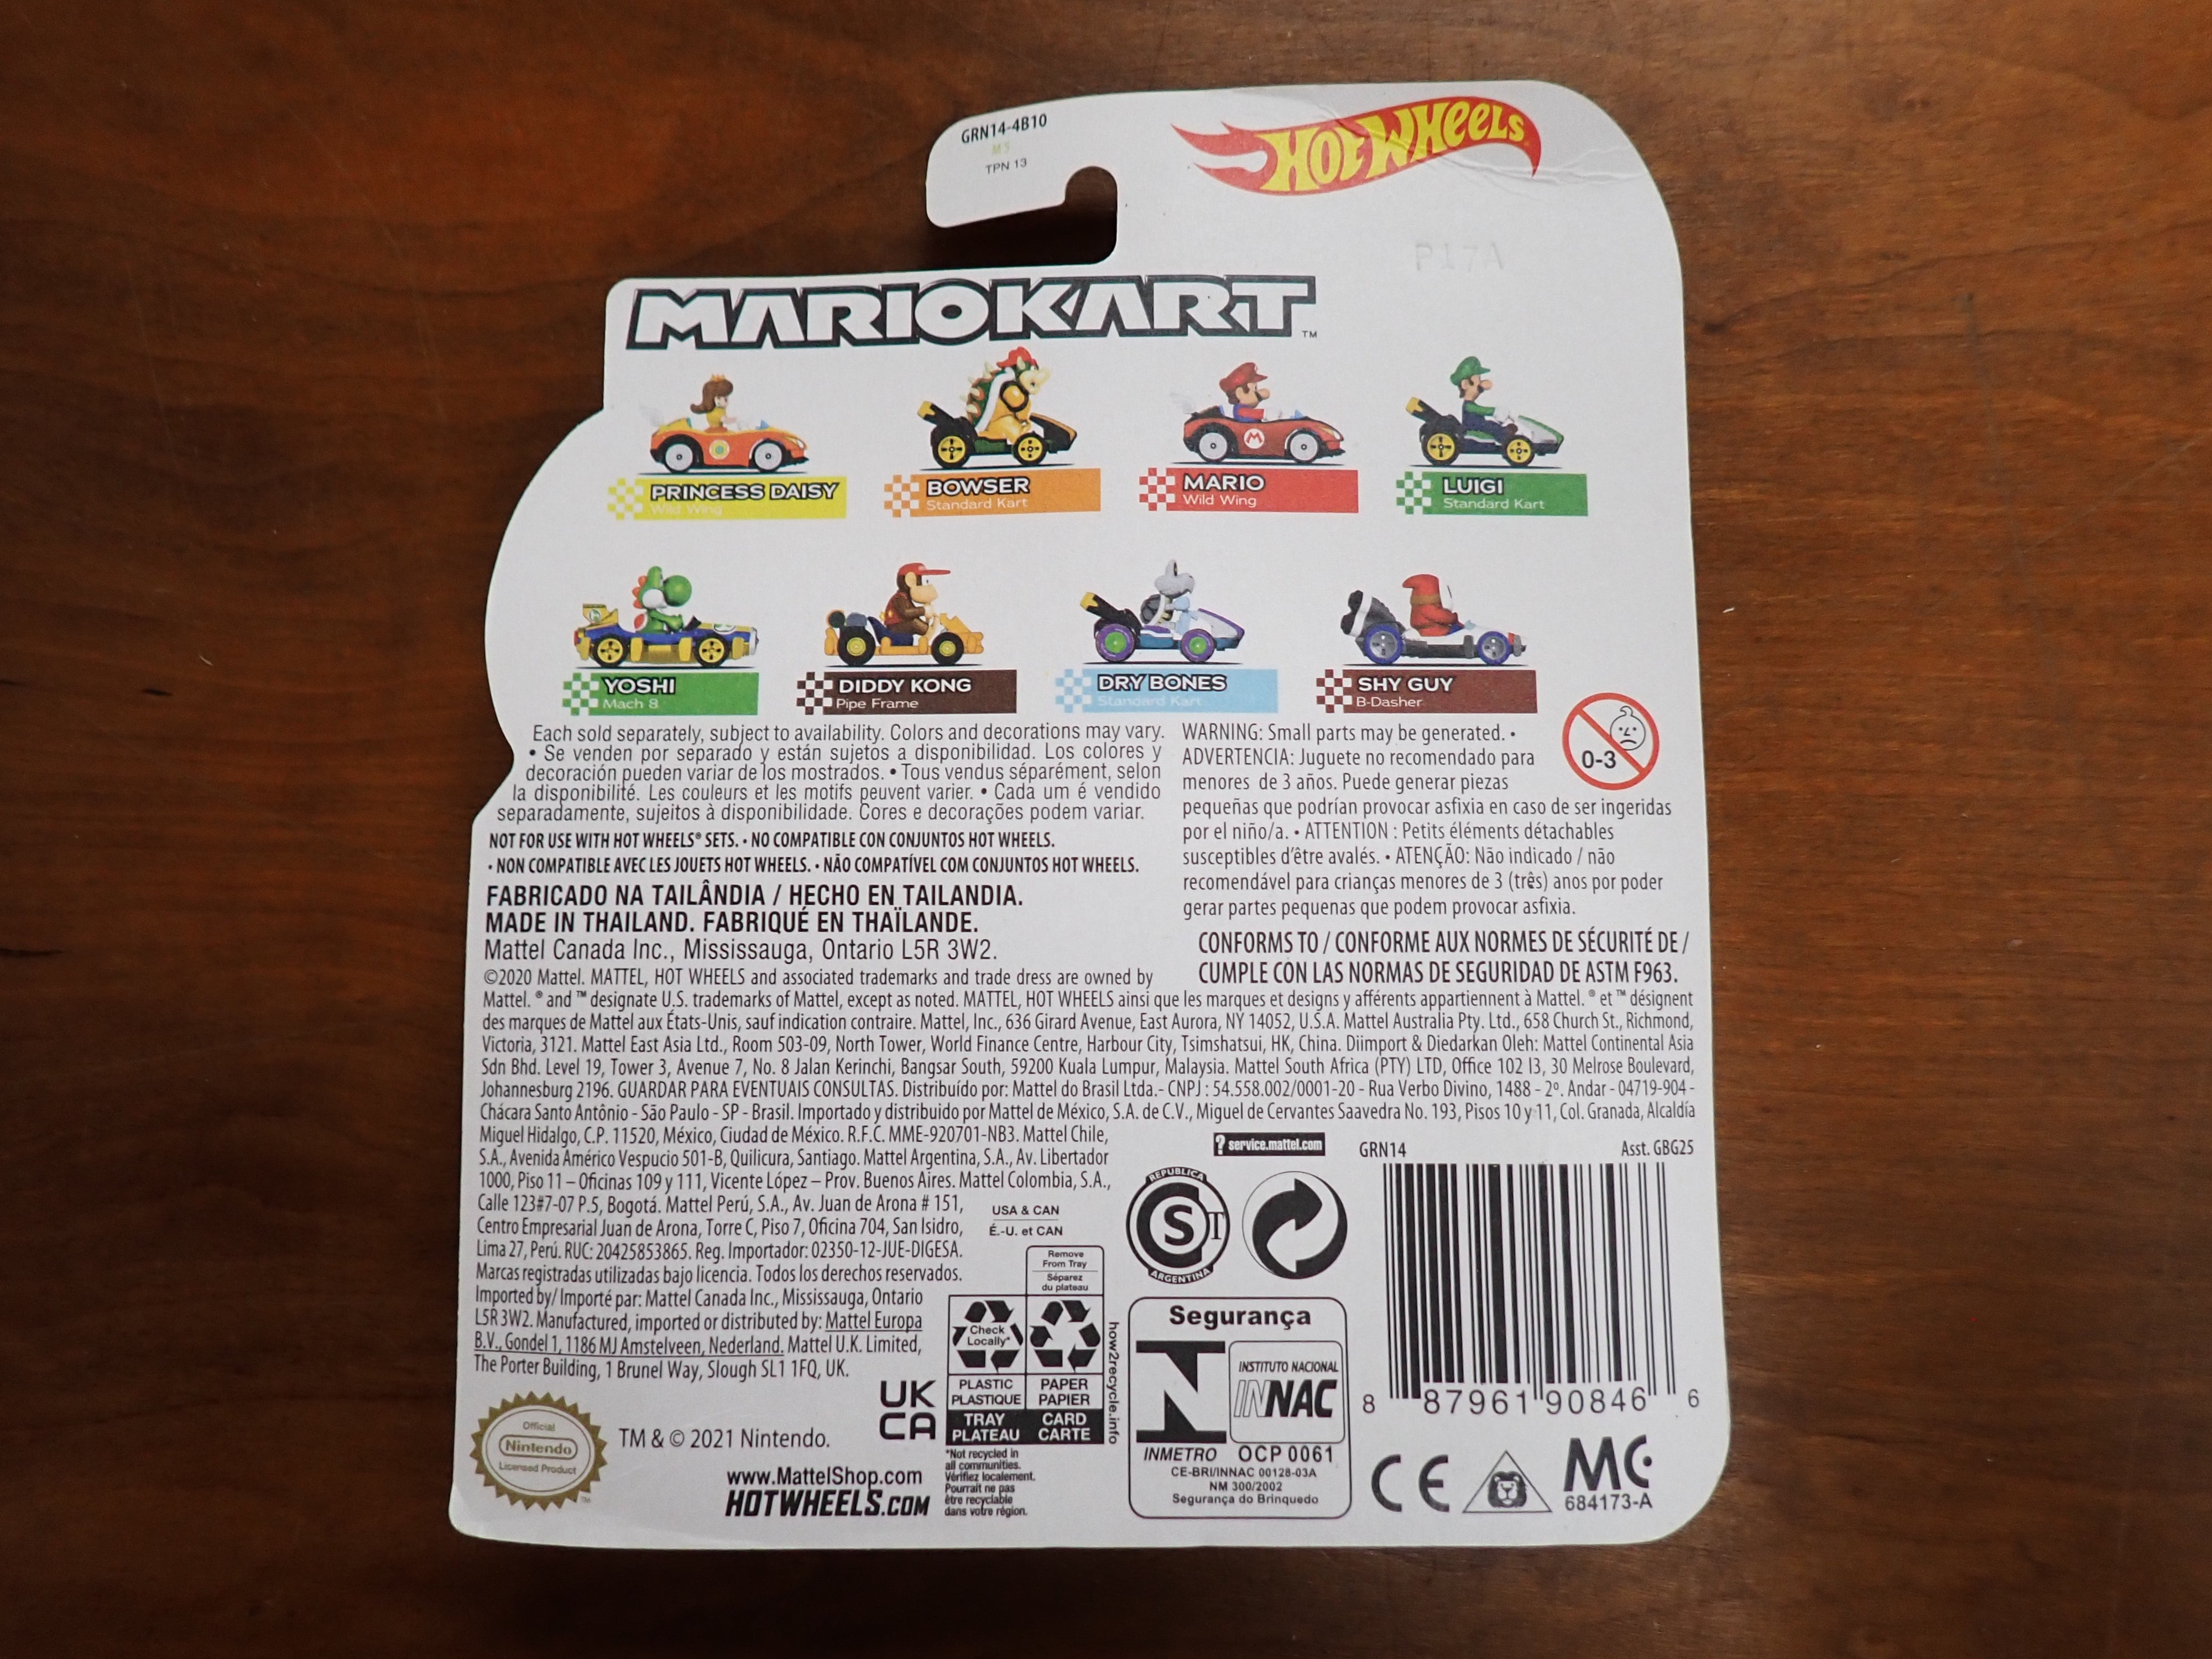 GRN14-4B10
M5
TPN 13
HOT WHEELS
P17A
MARIOKART™
PRINCESS DAISY
Wild Wing
BOWSER
Standard Kart
MARIO
Wild Wing
LUIGI
Standard Kart
YOSHI
Mach 8
DIDDY KONG
Pipe Frame
DRY BONES
Standard Kart
SHY GUY
B-Dasher
Each sold separately, subject to availability. Colors and decorations may vary.
• Se venden por separado y están sujetos a disponibilidad. Los colores y
decoración pueden variar de los mostrados. • Tous vendus séparément, selon
la disponibilité. Les couleurs et les motifs peuvent varier. • Cada um é vendido
separadamente, sujeitos à disponibilidade. Cores e decorações podem variar.
WARNING: Small parts may be generated. •
ADVERTENCIA: Juguete no recomendado para
menores de 3 años. Puede generar piezas
pequeñas que podrían provocar asfixia en caso de ser ingeridas
por el niño/a. • ATTENTION : Petits éléments détachables
susceptibles d'être avalés. • ATENÇÃO: Não indicado / não
recomendável para crianças menores de 3 (três) anos por poder
gerar partes pequenas que podem provocar asfixia.
0-3
NOT FOR USE WITH HOT WHEELS® SETS. • NO COMPATIBLE CON CONJUNTOS HOT WHEELS.
• NON COMPATIBLE AVEC LES JOUETS HOT WHEELS. • NÃO COMPATÍVEL COM CONJUNTOS HOT WHEELS.
FABRICADO NA TAILÂNDIA / HECHO EN TAILANDIA.
MADE IN THAILAND. FABRIQUÉ EN THAÏLANDE.
Mattel Canada Inc., Mississauga, Ontario L5R 3W2.
CONFORMS TO / CONFORME AUX NORMES DE SÉCURITÉ DE /
CUMPLE CON LAS NORMAS DE SEGURIDAD DE ASTM F963.
©2020 Mattel. MATTEL, HOT WHEELS and associated trademarks and trade dress are owned by
Mattel. ® and ™ designate U.S. trademarks of Mattel, except as noted. MATTEL, HOT WHEELS ainsi que les marques et designs y afférents appartiennent à Mattel. ® et ™ désignent
des marques de Mattel aux États-Unis, sauf indication contraire. Mattel, Inc., 636 Girard Avenue, East Aurora, NY 14052, U.S.A. Mattel Australia Pty. Ltd., 658 Church St., Richmond,
Victoria, 3121. Mattel East Asia Ltd., Room 503-09, North Tower, World Finance Centre, Harbour City, Tsimshatsui, HK, China. Diimport & Diedarkan Oleh: Mattel Continental Asia
Sdn Bhd. Level 19, Tower 3, Avenue 7, No. 8 Jalan Kerinchi, Bangsar South, 59200 Kuala Lumpur, Malaysia. Mattel South Africa (PTY) LTD, Office 102 I3, 30 Melrose Boulevard,
Johannesburg 2196. GUARDAR PARA EVENTUAIS CONSULTAS. Distribuído por: Mattel do Brasil Ltda.- CNPJ : 54.558.002/0001-20 - Rua Verbo Divino, 1488 - 2º. Andar - 04719-904 -
Chácara Santo Antônio - São Paulo - SP - Brasil. Importado y distribuido por Mattel de México, S.A. de C.V., Miguel de Cervantes Saavedra No. 193, Pisos 10 y 11, Col. Granada, Alcaldía
Miguel Hidalgo, C.P. 11520, México, Ciudad de México. R.F.C. MME-920701-NB3. Mattel Chile,
S.A., Avenida Américo Vespucio 501-B, Quilicura, Santiago. Mattel Argentina, S.A., Av. Libertador
1000, Piso 11 – Oficinas 109 y 111, Vicente López – Prov. Buenos Aires. Mattel Colombia, S.A.,
Calle 123#7-07 P.5, Bogotá. Mattel Perú, S.A., Av. Juan de Arona # 151,
Centro Empresarial Juan de Arona, Torre C, Piso 7, Oficina 704, San Isidro,
Lima 27, Perú. RUC: 20425853865. Reg. Importador: 02350-12-JUE-DIGESA.
Marcas registradas utilizadas bajo licencia. Todos los derechos reservados.
Imported by/ Importé par: Mattel Canada Inc., Mississauga, Ontario
L5R 3W2. Manufactured, imported or distributed by: Mattel Europa
B.V., Gondel 1, 1186 MJ Amstelveen, Nederland. Mattel U.K. Limited,
The Porter Building, 1 Brunel Way, Slough SL1 1FQ, UK.
? service.mattel.com
GRN14
Asst. GBG25
USA & CAN
É.-U. et CAN
Remove
From Tray
Séparez
du plateau
Check
Locally*
PLASTIC
PLASTIQUE
TRAY
PLATEAU
PAPER
PAPIER
CARD
CARTE
how2recycle.info
*Not recycled in
all communities.
Vérifiez localement.
Pourrait ne pas
être recyclable
dans votre région.
REPUBLICA
S T
ARGENTINA
Segurança
INSTITUTO NACIONAL
INNAC
INMETRO OCP 0061
CE-BRI/INNAC 00128-03A
NM 300/2002
Segurança do Brinquedo
8 87961 90846 6
UK
CA
Official
Nintendo
Licensed Product
™
TM & © 2021 Nintendo.
www.MattelShop.com
HOTWHEELS.COM
CE
MC
684173-A